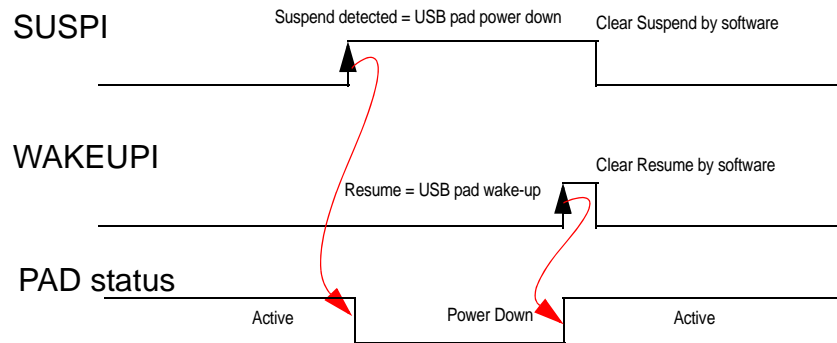 SUSPI
Suspend detected = USB pad power down
Clear Suspend by software
WAKEUPI
Resume = USB pad wake-up
Clear Resume by software
PAD status
Active
Power Down
Active